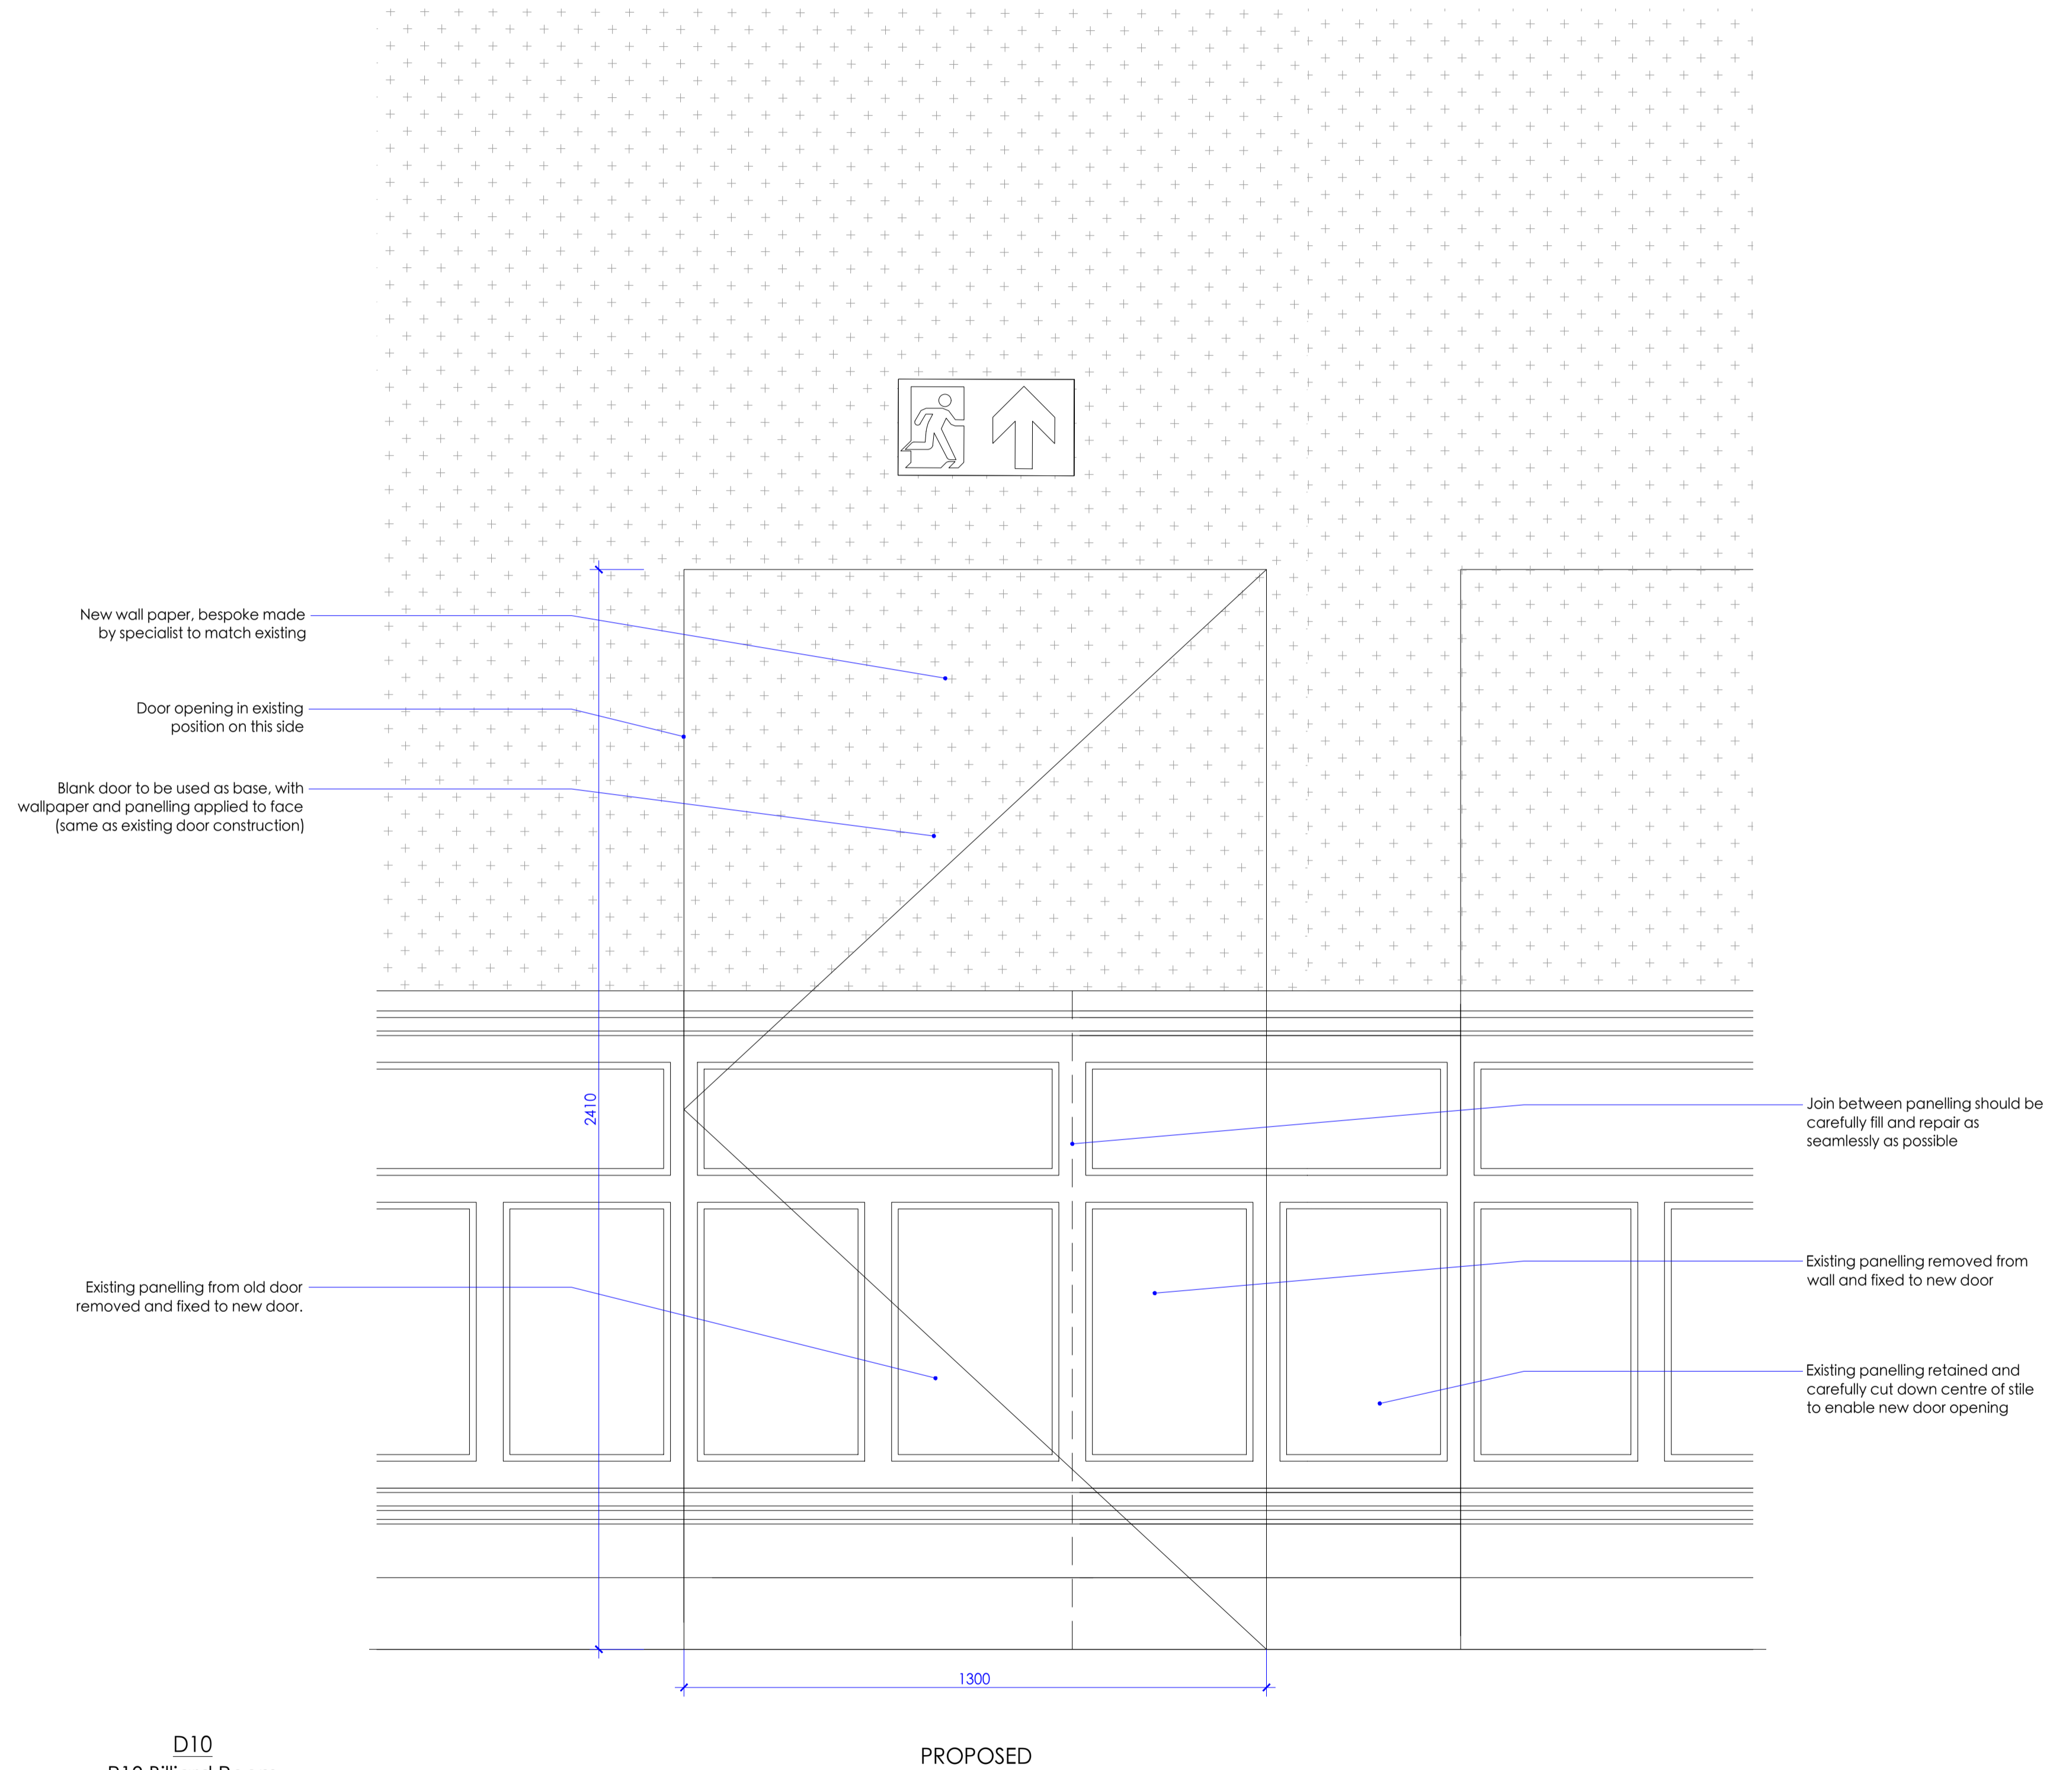 New wall paper, bespoke made
by specialist to match existing
Door opening in existing
position on this side
Blank door to be used as base, with
wallpaper and panelling applied to face
(same as existing door construction)
2410
Join between panelling should be
carefully fill and repair as
seamlessly as possible
Existing panelling removed from
wall and fixed to new door
Existing panelling from old door
removed and fixed to new door.
Existing panelling retained and
carefully cut down centre of stile
to enable new door opening
1300
D10
PROPOSED